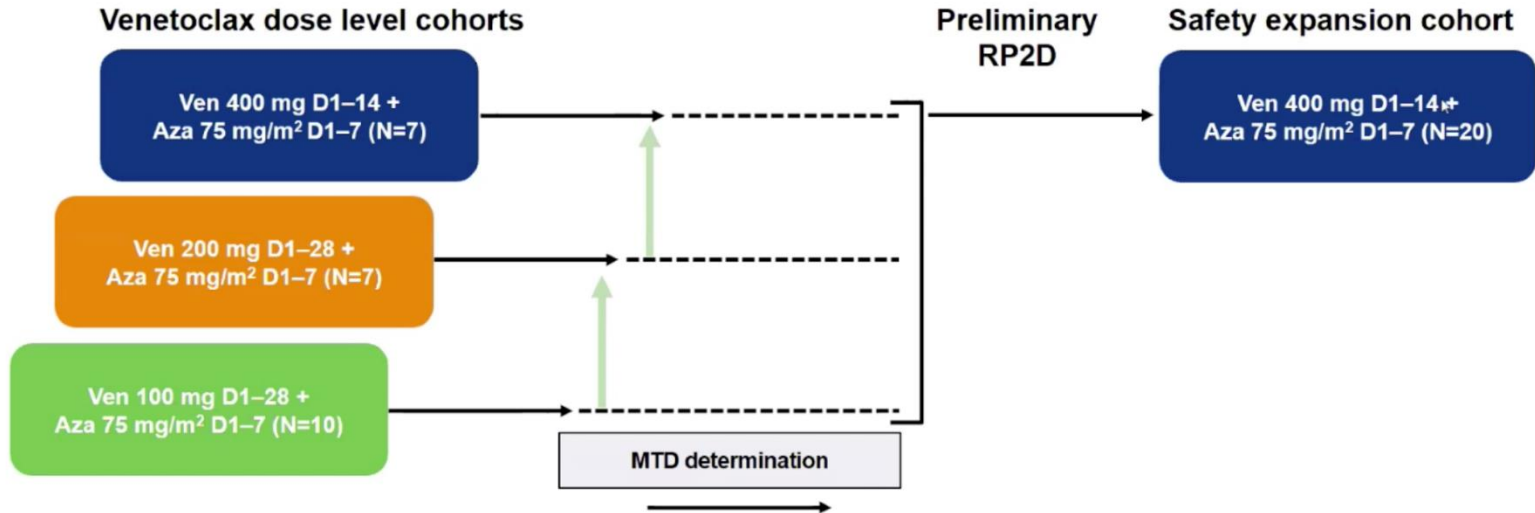 Venetoclax dose level cohorts
Preliminary
RP2D
Safety expansion cohort
Ven 400 mg D1–14 +
Aza 75 mg/m² D1–7 (N=7)
Ven 400 mg D1–14 +
Aza 75 mg/m² D1–7 (N=20)
Ven 200 mg D1–28 +
Aza 75 mg/m² D1–7 (N=7)
Ven 100 mg D1–28 +
Aza 75 mg/m² D1–7 (N=10)
MTD determination